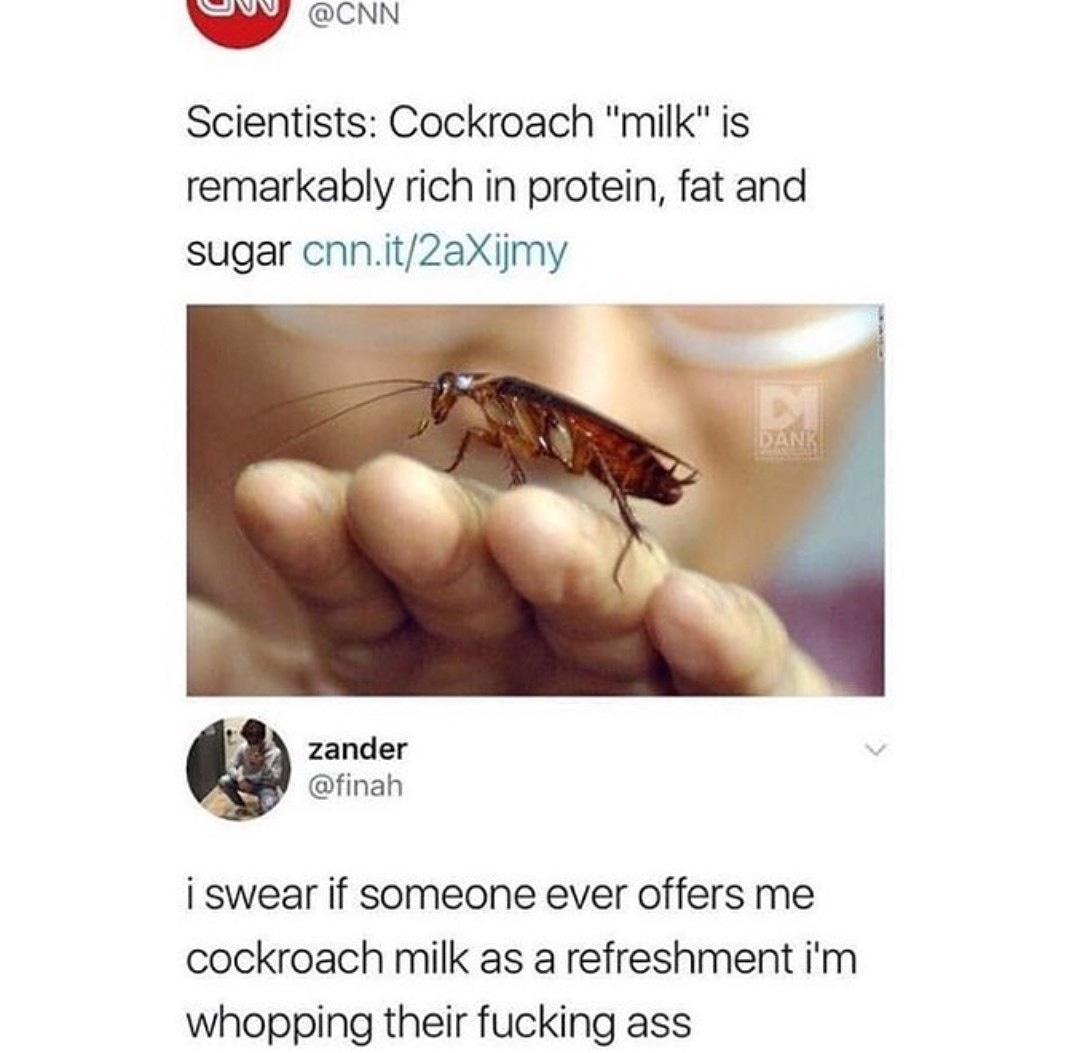 CNN
@CNN
Scientists: Cockroach "milk" is
remarkably rich in protein, fat and
sugar cnn.it/2aXijmy
DANK
zander
@finah
i swear if someone ever offers me
cockroach milk as a refreshment i'm
whopping their fucking ass